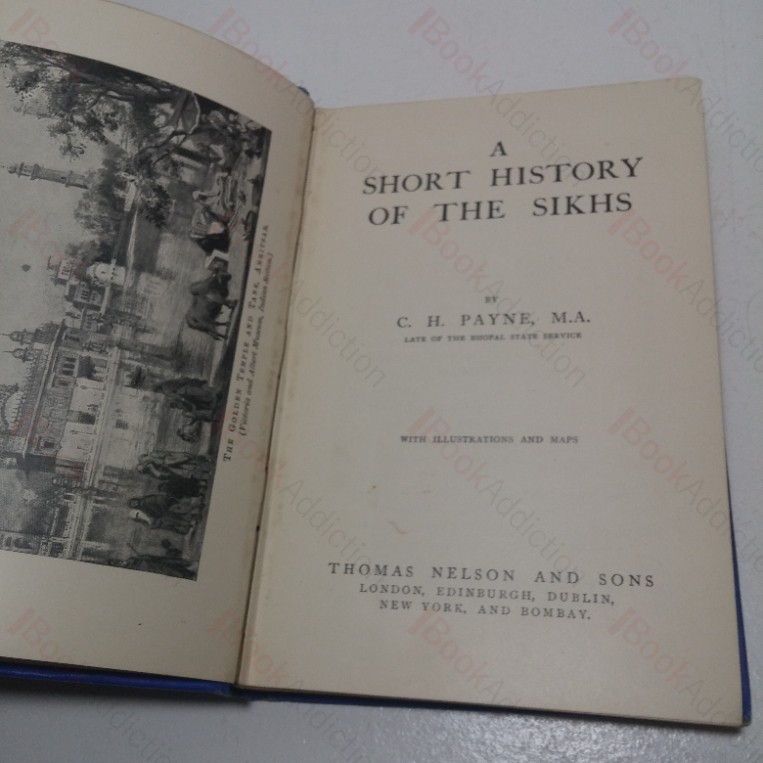 THE GOLDEN TEMPLE AND TANK, AMRITSAR.
(Victoria and Albert Museum, Indian Section.)
A
SHORT HISTORY
OF THE SIKHS
BY
C. H. PAYNE, M.A.
LATE OF THE BHOPAL STATE SERVICE
WITH ILLUSTRATIONS AND MAPS
THOMAS NELSON AND SONS
LONDON, EDINBURGH, DUBLIN,
NEW YORK, AND BOMBAY.
BookAddiction